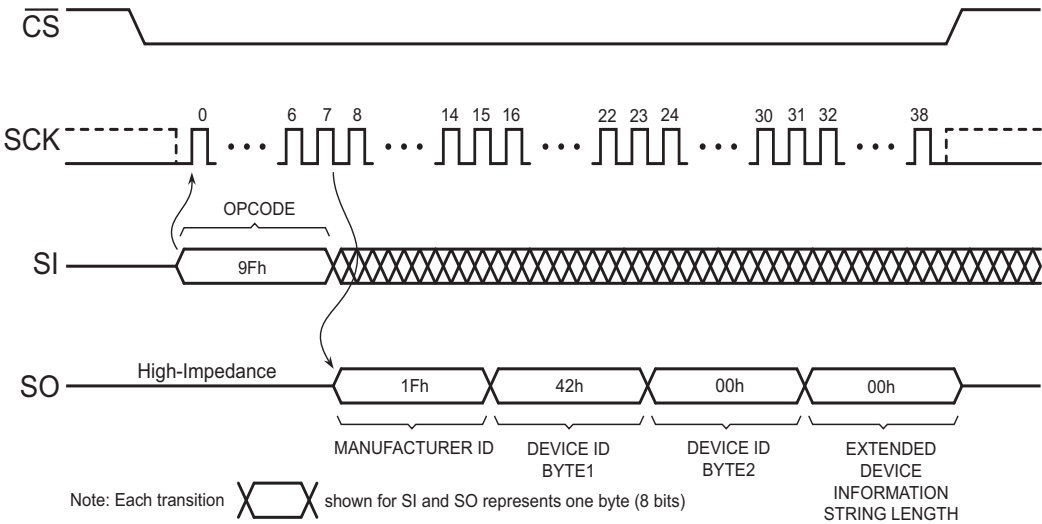 CS
SCK
0 6 7 8 14 15 16 22 23 24 30 31 32 38
OPCODE
SI
9Fh
High-Impedance
SO
1Fh 42h 00h 00h
MANUFACTURER ID
DEVICE ID
BYTE1
DEVICE ID
BYTE2
EXTENDED
DEVICE
INFORMATION
STRING LENGTH
Note: Each transition shown for SI and SO represents one byte (8 bits)